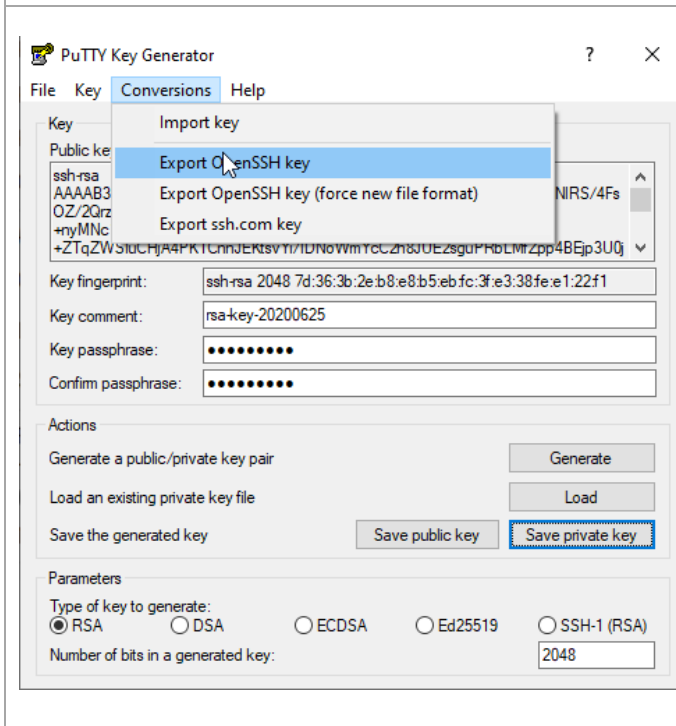 PuTTY Key Generator
?
File Key Conversions Help
Import key
Export OpenSSH key
Export OpenSSH key (force new file format)
Export ssh.com key
Key
Public ke
ssh-rsa
AAAAB3 NIRS/4Fs
OZ/2Qrz
+nyMNc
Key fingerprint: ssh-rsa 2048 7d:36:3b:2e:b8:e8:b5:eb:fc:3f:e3:38:fe:e1:22:f1
Key comment: rsa-key-20200625
Key passphrase: ●●●●●●●●●
Confirm passphrase: ●●●●●●●●●
Actions
Generate a public/private key pair Generate
Load an existing private key file Load
Save the generated key Save public key Save private key
Parameters
Type of key to generate:
RSA DSA ECDSA Ed25519 SSH-1 (RSA)
Number of bits in a generated key: 2048